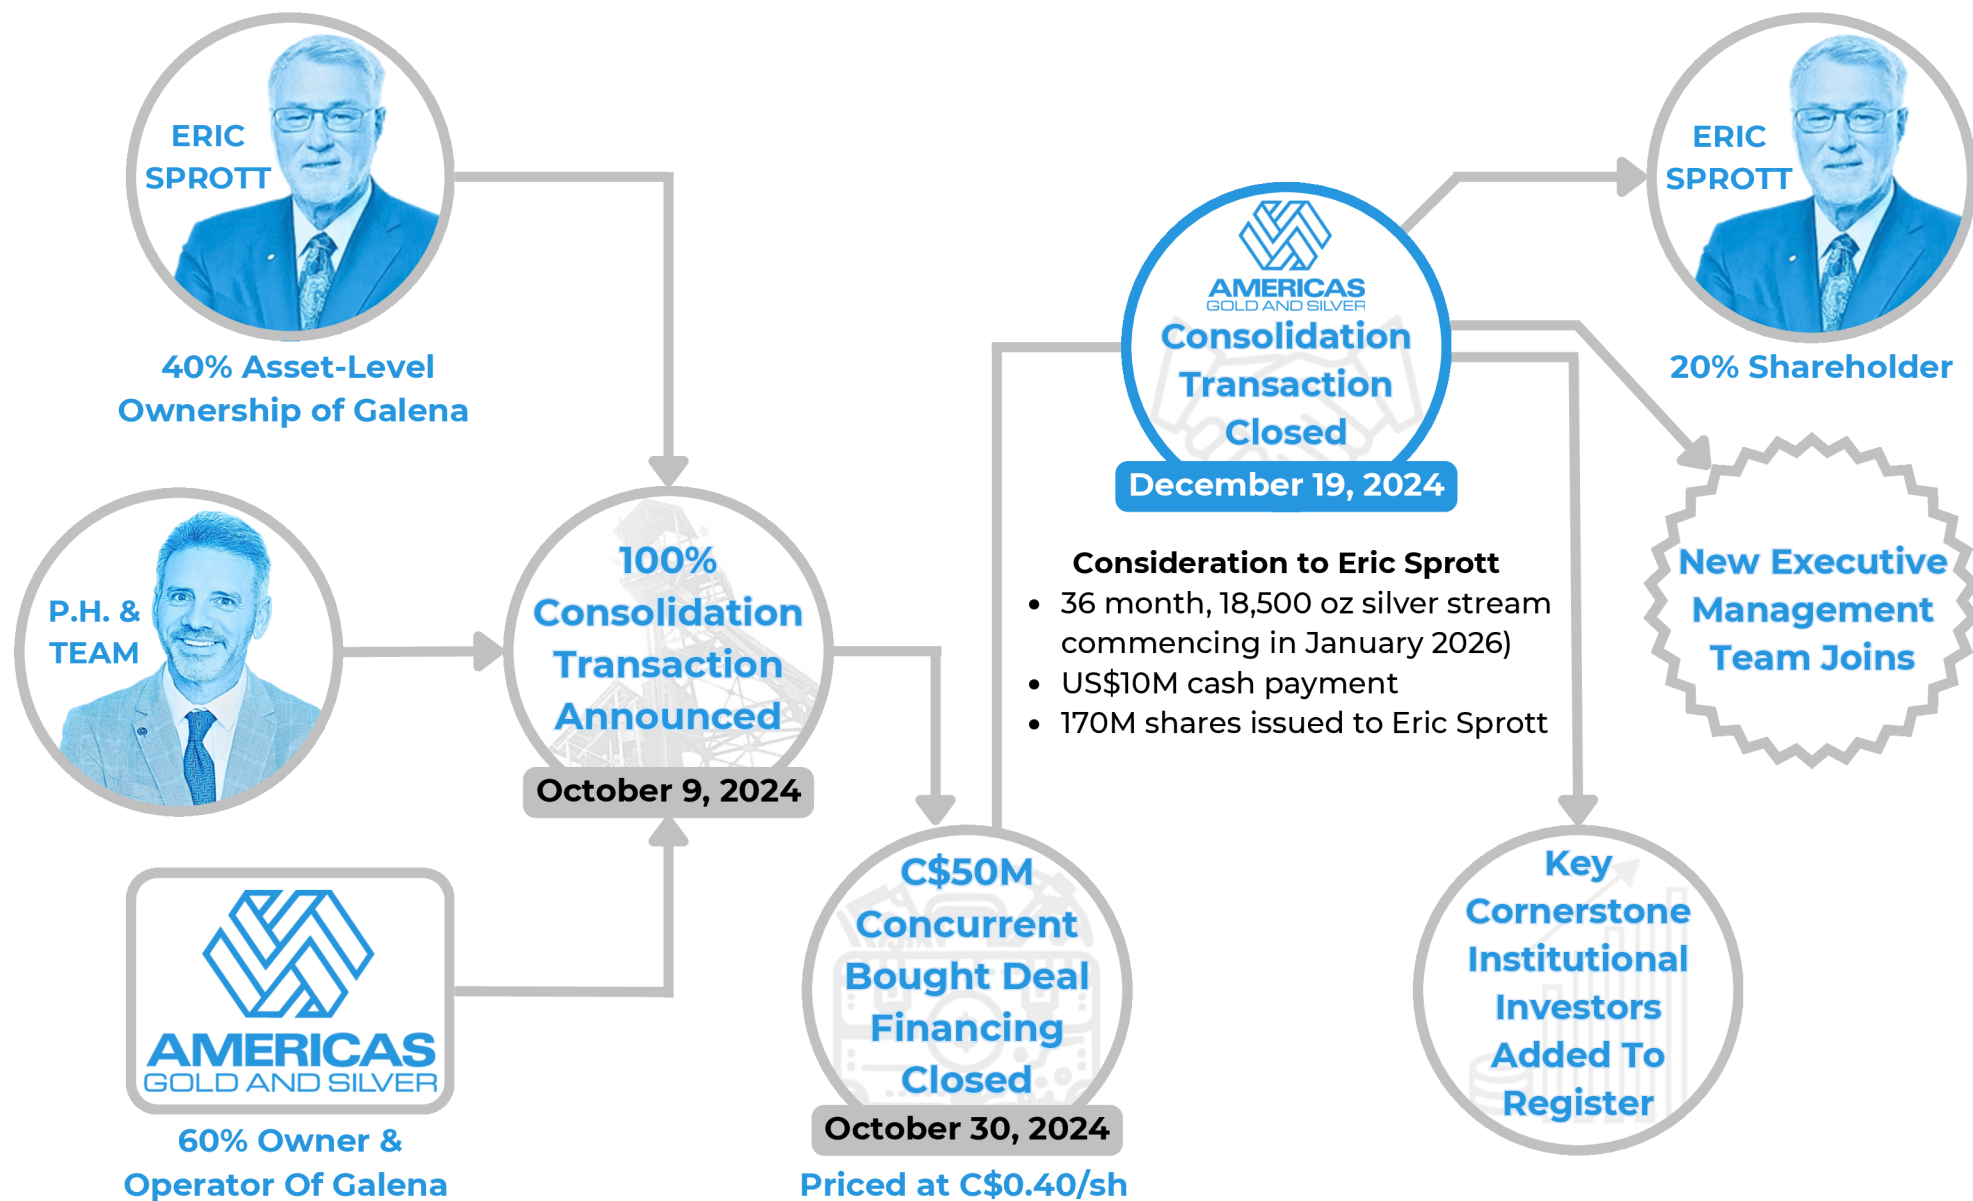 ERIC
SPROTT
40% Asset-Level
Ownership of Galena
P.H. &
TEAM
AMERICAS
GOLD AND SILVER
60% Owner &
Operator Of Galena
100%
Consolidation
Transaction
Announced
October 9, 2024
C$50M
Concurrent
Bought Deal
Financing
Closed
October 30, 2024
Priced at C$0.40/sh
AMERICAS
GOLD AND SILVER
Consolidation
Transaction
Closed
December 19, 2024
Consideration to Eric Sprott
• 36 month, 18,500 oz silver stream
commencing in January 2026)
• US$10M cash payment
• 170M shares issued to Eric Sprott
ERIC
SPROTT
20% Shareholder
New Executive
Management
Team Joins
Key
Cornerstone
Institutional
Investors
Added To
Register